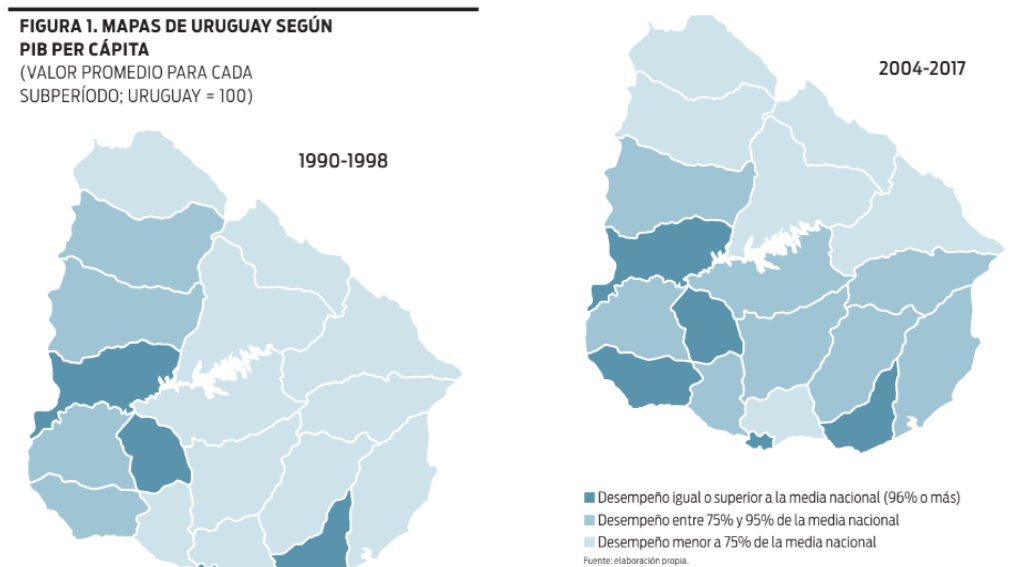 FIGURA 1. MAPAS DE URUGUAY SEGÚN
PIB PER CÁPITA
(VALOR PROMEDIO PARA CADA
SUBPERÍODO; URUGUAY = 100)
1990-1998
2004-2017
Desempeño igual o superior a la media nacional (96% o más)
Desempeño entre 75% y 95% de la media nacional
Desempeño menor a 75% de la media nacional
Fuente: elaboración propia.